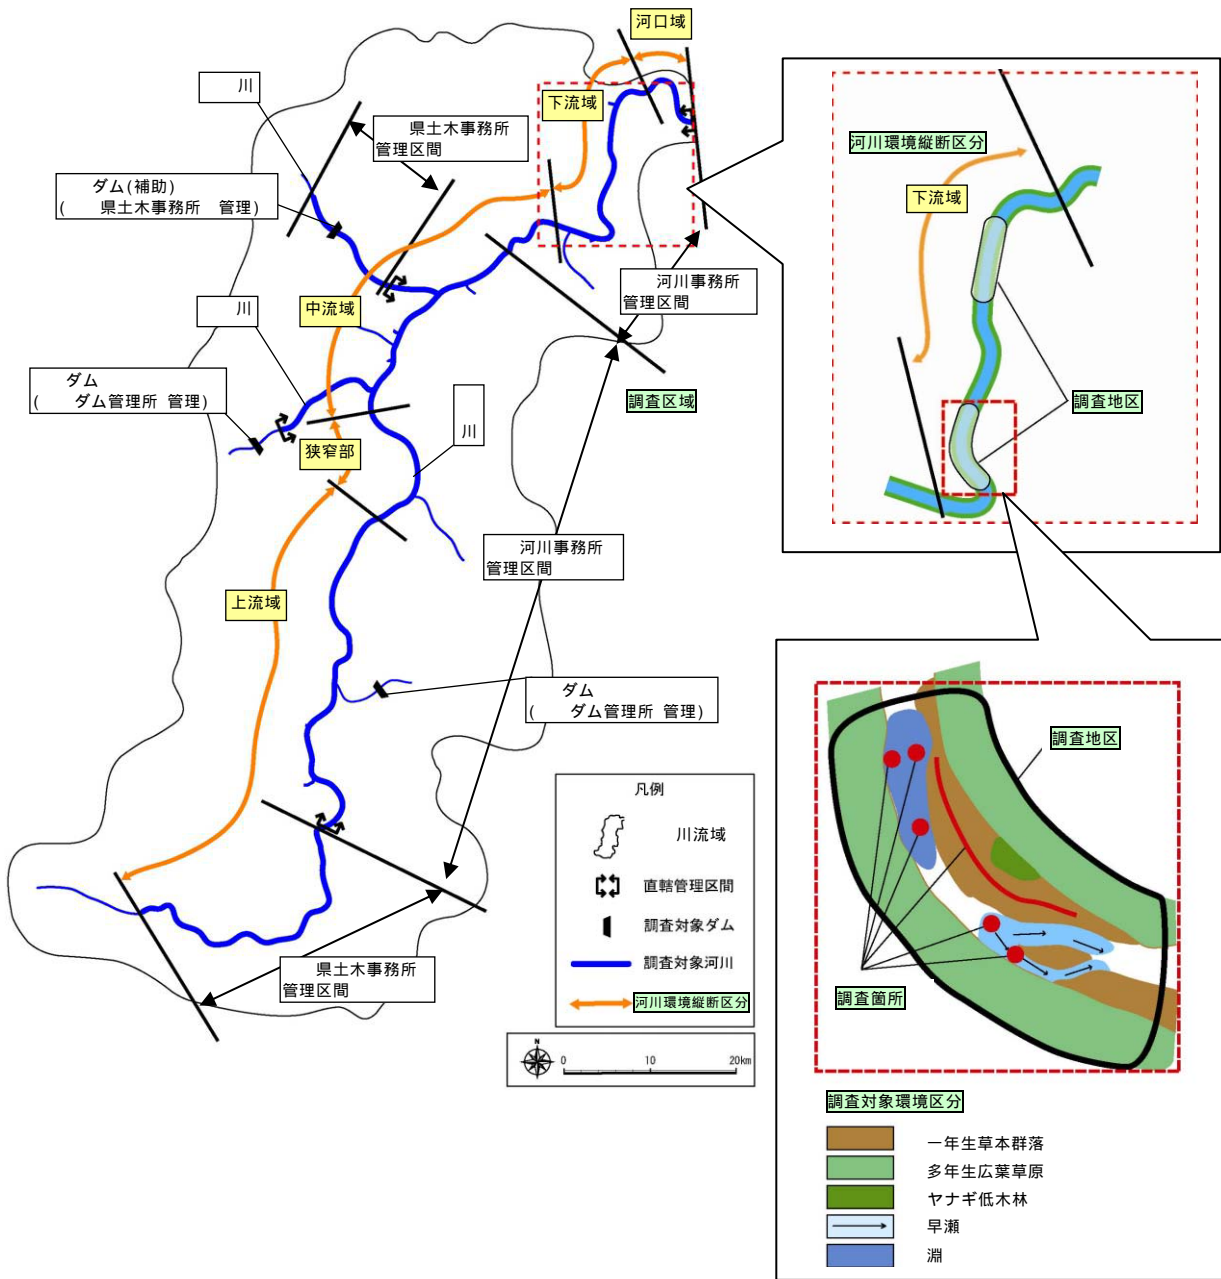 河口域
下流域
川
県土木事務所
管理区間
ダム(補助)
( 県土木事務所 管理)
河川事務所
管理区間
中流域
川
ダム
( ダム管理所 管理)
調査区域
川
狭窄部
河川事務所
管理区間
上流域
ダム
( ダム管理所 管理)
県土木事務所
管理区間
凡例
川流域
直轄管理区間
調査対象ダム
調査対象河川
河川環境縦断区分
N
0 10 20km
河川環境縦断区分
下流域
調査地区
調査地区
調査箇所
調査対象環境区分
一年生草本群落
多年生広葉草原
ヤナギ低木林
早瀬
淵